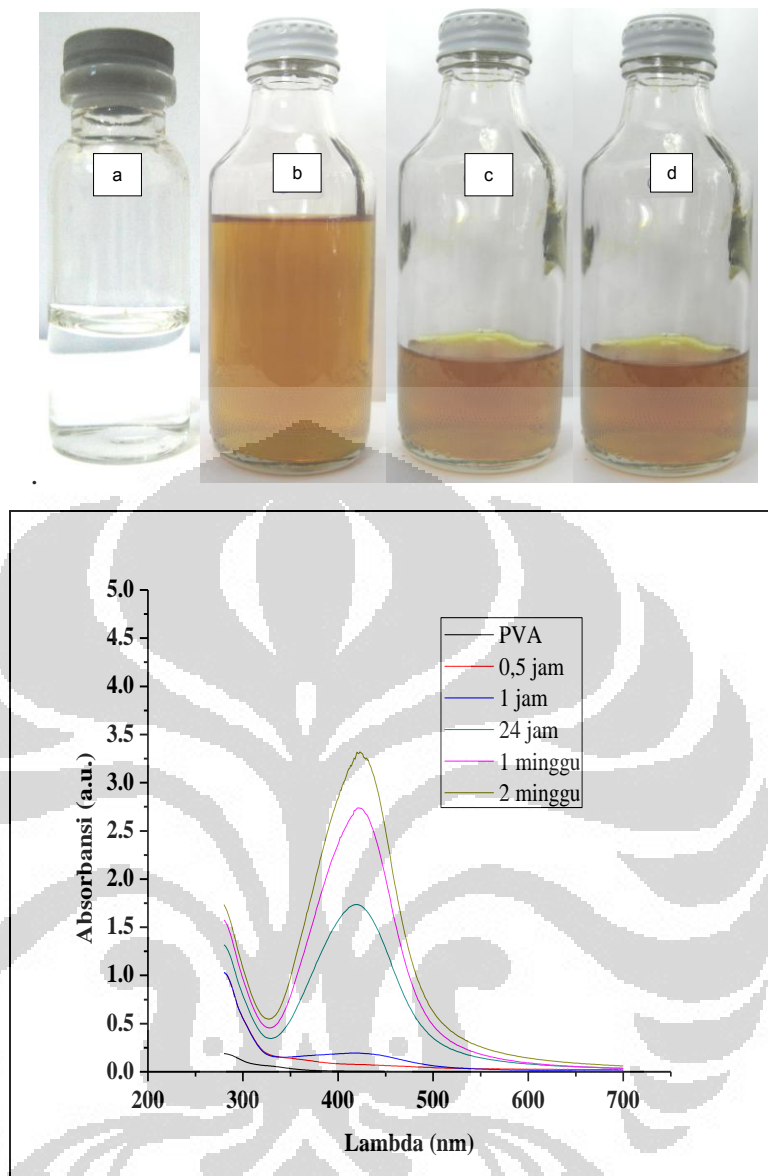 a
b
c
d
.
5.0
4.5
4.0
3.5
3.0
2.5
2.0
1.5
1.0
0.5
0.0
Absorbansi (a.u.)
200 300 400 500 600 700
Lambda (nm)
PVA
0,5 jam
1 jam
24 jam
1 minggu
2 minggu